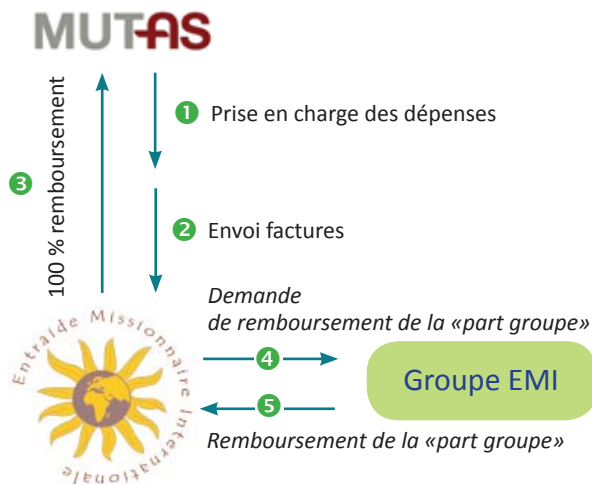 MUTAS
1 Prise en charge des dépenses
3 100 % remboursement
2 Envoi factures
Demande
de remboursement de la «part groupe»
Entraide Missionnaire Internationale
4
Groupe EMI
5
Remboursement de la «part groupe»